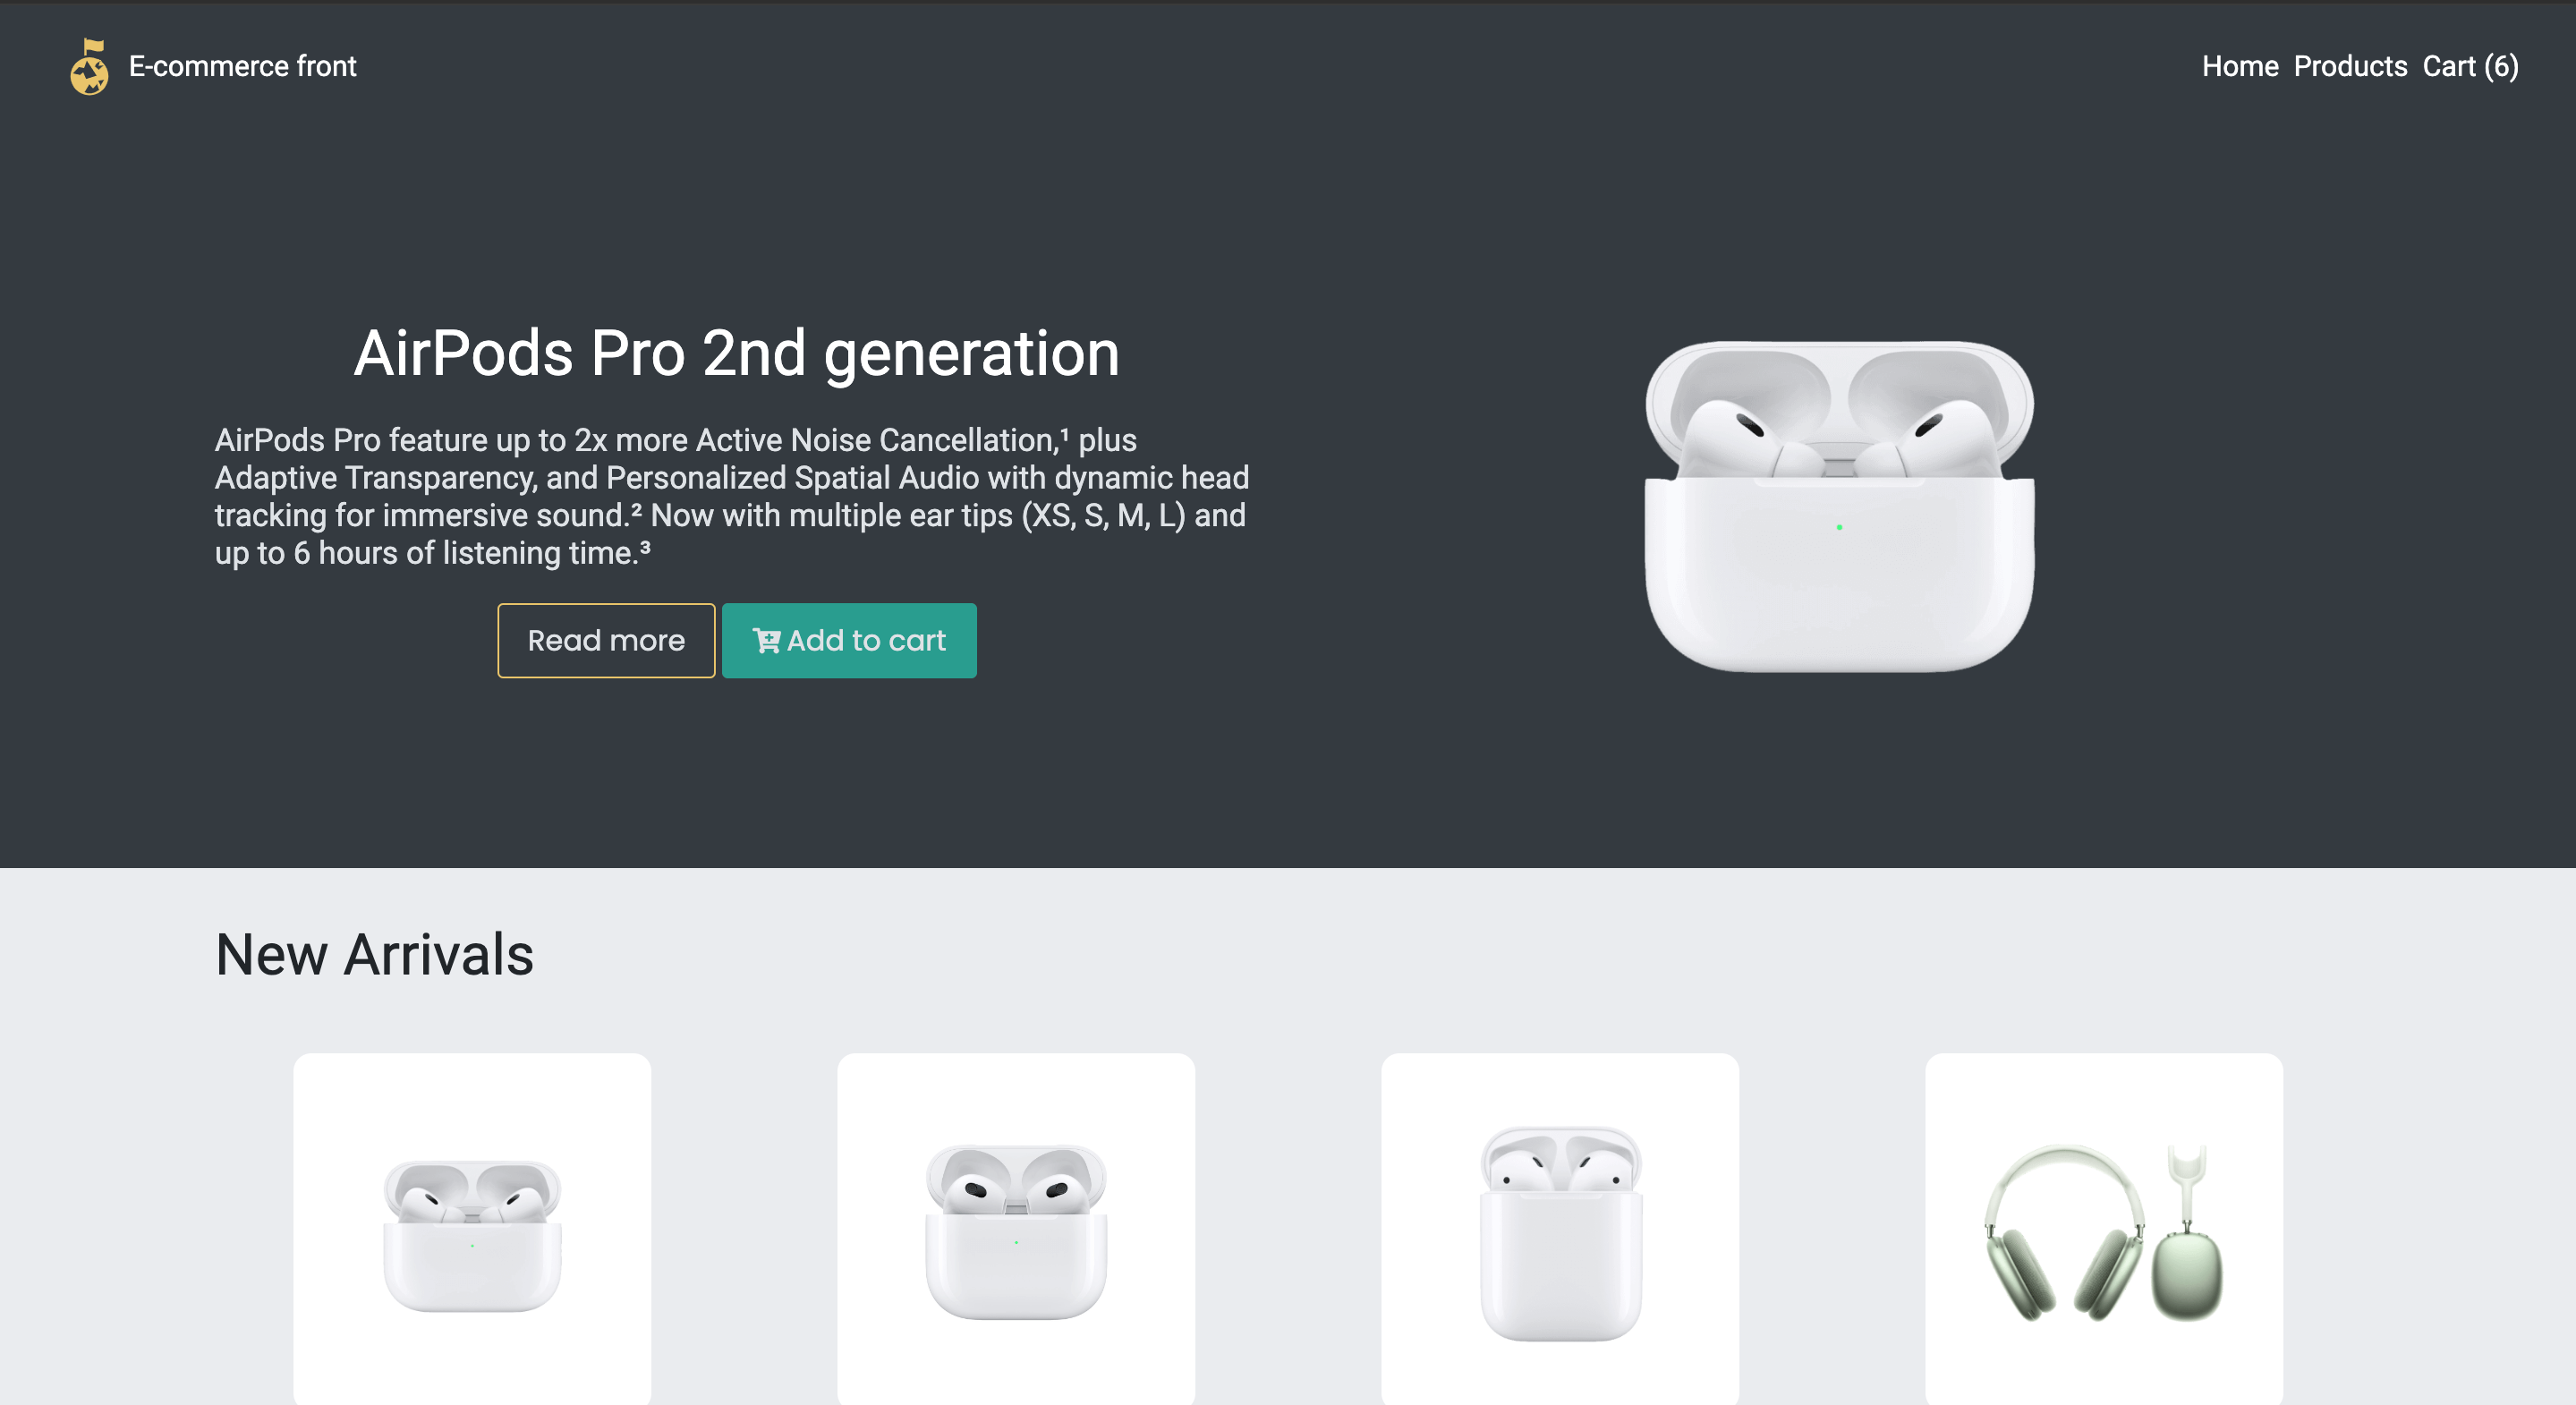 E-commerce front
Home Products Cart (6)
AirPods Pro 2nd generation
AirPods Pro feature up to 2x more Active Noise Cancellation,¹ plus
Adaptive Transparency, and Personalized Spatial Audio with dynamic head
tracking for immersive sound.² Now with multiple ear tips (XS, S, M, L) and
up to 6 hours of listening time.³
Read more
Add to cart
New Arrivals